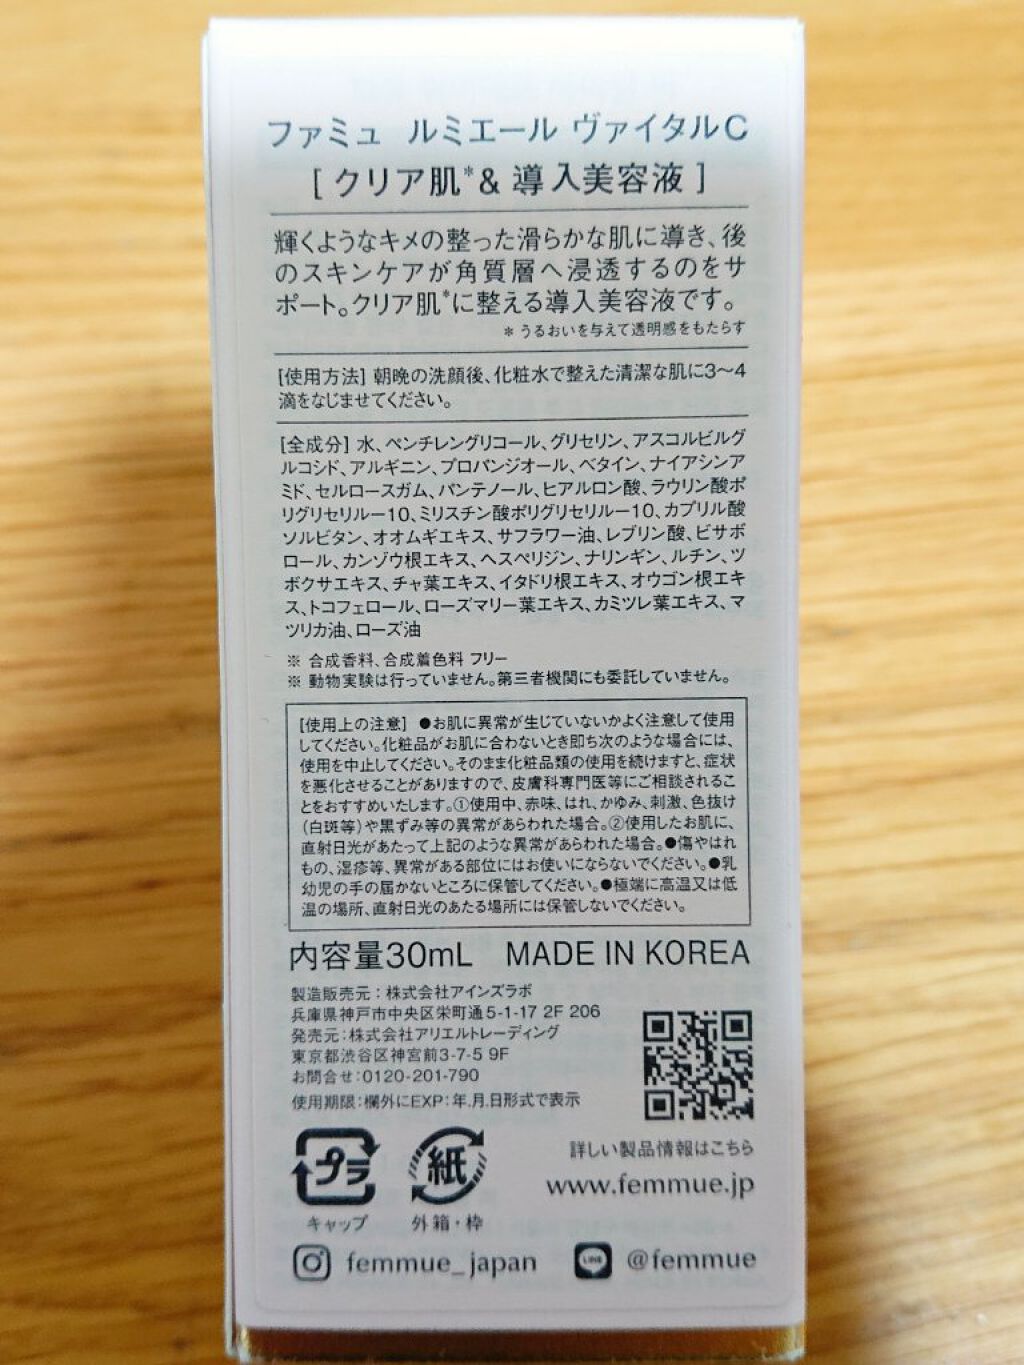 ファミュ ルミエール ヴァイタルC
[ クリア肌*& 導入美容液 ]
輝くようなキメの整った滑らかな肌に導き、後
のスキンケアが角質層へ浸透するのをサ
ポート。クリア肌*に整える導入美容液です。
* うるおいを与えて透明感をもたらす
[使用方法] 朝晩の洗顔後、化粧水で整えた清潔な肌に3〜4
滴をなじませてください。
[全成分] 水、ペンチレングリコール、グリセリン、アスコルビルグ
ルコシド、アルギニン、プロパンジオール、ベタイン、ナイアシンア
ミド、セルロースガム、パンテノール、ヒアルロン酸、ラウリン酸ポ
リグリセリル－10、ミリスチン酸ポリグリセリル－10、カプリル酸
ソルビタン、オオムギエキス、サフラワー油、レブリン酸、ビサボ
ロール、カンゾウ根エキス、ヘスペリジン、ナリンギン、ルチン、ツ
ボクサエキス、チャ葉エキス、イタドリ根エキス、オウゴン根エキ
ス、トコフェロール、ローズマリー葉エキス、カミツレ葉エキス、マ
ツリカ油、ローズ油
※ 合成香料、合成着色料 フリー
※ 動物実験は行っていません。第三者機関にも委託していません。
[使用上の注意] ●お肌に異常が生じていないかよく注意して使用
してください。化粧品がお肌に合わないとき即ち次のような場合には、
使用を中止してください。そのまま化粧品類の使用を続けますと、症状
を悪化させることがありますので、皮膚科専門医等にご相談されるこ
とをおすすめいたします。①使用中、赤味、はれ、かゆみ、刺激、色抜け
（白斑等）や黒ずみ等の異常があらわれた場合。②使用したお肌に、
直射日光があたって上記のような異常があらわれた場合。●傷やはれ
もの、湿疹等、異常がある部位にはお使いにならないでください。●乳
幼児の手の届かないところに保管してください。●極端に高温又は低
温の場所、直射日光のあたる場所には保管しないでください。
内容量30mL MADE IN KOREA
製造販売元：株式会社アインズラボ
兵庫県神戸市中央区栄町通5-1-17 2F 206
発売元：株式会社アリエルトレーディング
東京都渋谷区神宮前3-7-5 9F
お問合せ：0120-201-790
使用期限：欄外にEXP：年.月.日形式で表示
プラ
紙
キャップ
外箱・枠
詳しい製品情報はこちら
www.femmue.jp
femmue_japan
LINE
@femmue